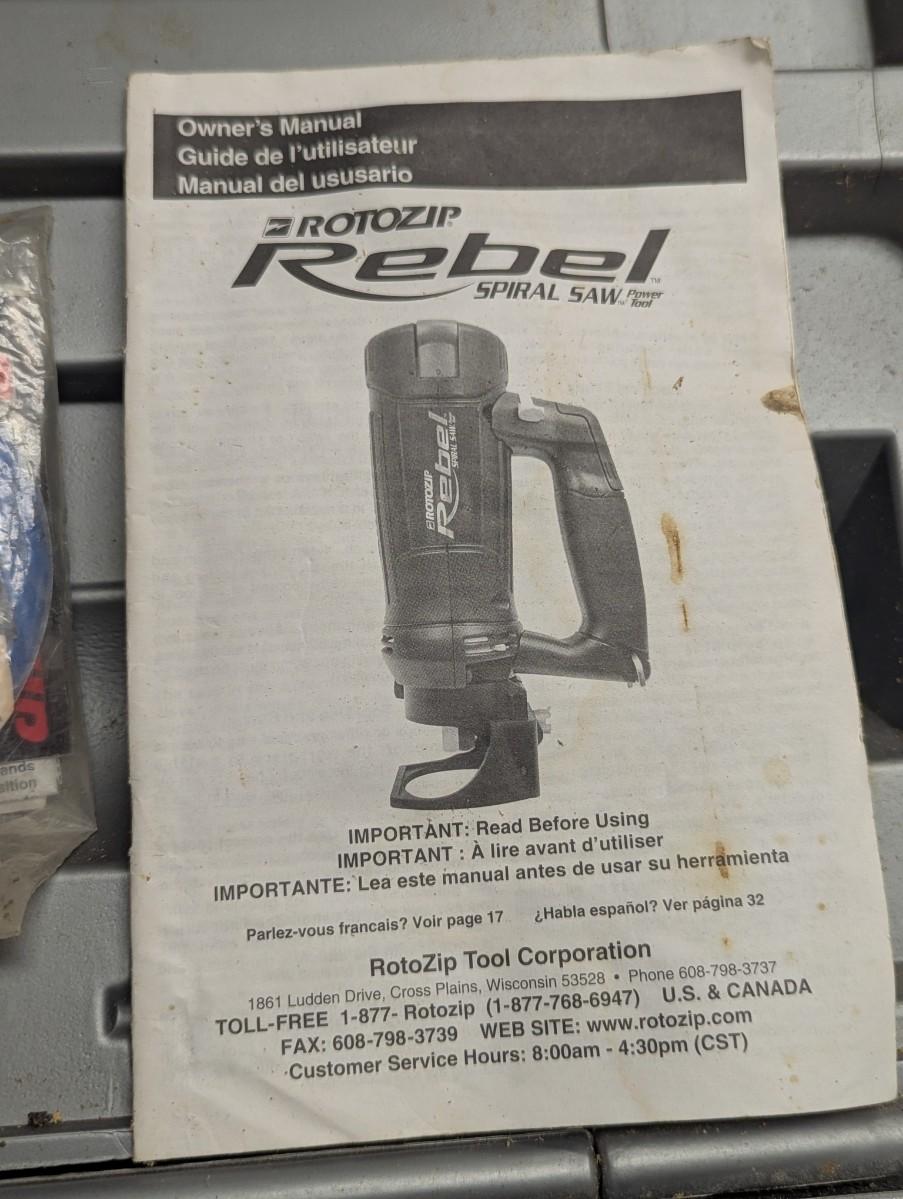 Owner's Manual
Guide de l'utilisateur
Manual del ususario
ROTOZIP
Rebel™
SPIRAL SAW™ Power Tool
ROTOZIP
Rebel
SPIRAL SAW
IMPORTANT: Read Before Using
IMPORTANT : À lire avant d'utiliser
IMPORTANTE: Lea este manual antes de usar su herramienta
Parlez-vous francais? Voir page 17 ¿Habla español? Ver página 32
RotoZip Tool Corporation
1861 Ludden Drive, Cross Plains, Wisconsin 53528 • Phone 608-798-3737
TOLL-FREE 1-877- Rotozip (1-877-768-6947) U.S. & CANADA
FAX: 608-798-3739 WEB SITE: www.rotozip.com
Customer Service Hours: 8:00am - 4:30pm (CST)
ands